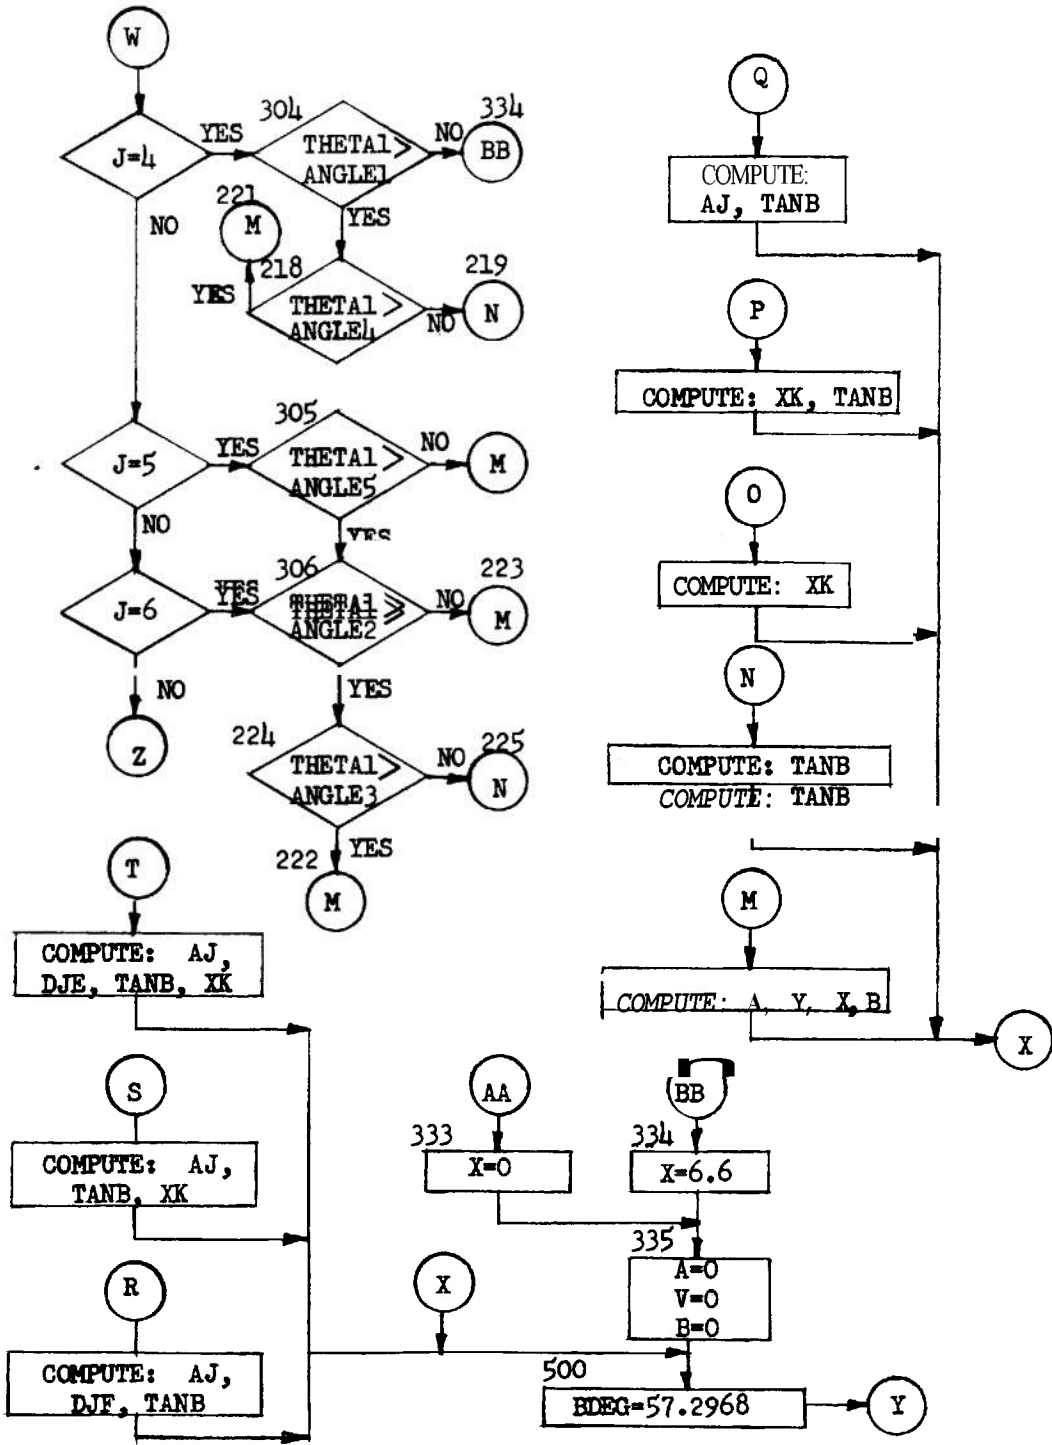 W
J=4
YES
304
THETA1 >
ANGLE1
NO
334
BB
NO
YES
221
M
218
YES
THETA1 >
ANGLE4
NO
219
N
J=5
YES
305
THETA1 >
ANGLE5
NO
M
NO
YES
J=6
YES
306
THETA1 ≥
ANGLE2
NO
223
M
NO
Z
YES
224
THETA1 >
ANGLE3
NO
225
N
YES
222
M
Q
COMPUTE:
AJ, TANB
P
COMPUTE: XK, TANB
O
COMPUTE: XK
N
COMPUTE: TANB
COMPUTE: TANB
M
COMPUTE: A, Y, X, B
X
T
COMPUTE: AJ,
DJE, TANB, XK
S
COMPUTE: AJ,
TANB, XK
R
COMPUTE: AJ,
DJF, TANB
AA
333
X=0
BB
334
X=6.6
335
A=0
V=0
B=0
X
500
BDEG=57.2968
Y